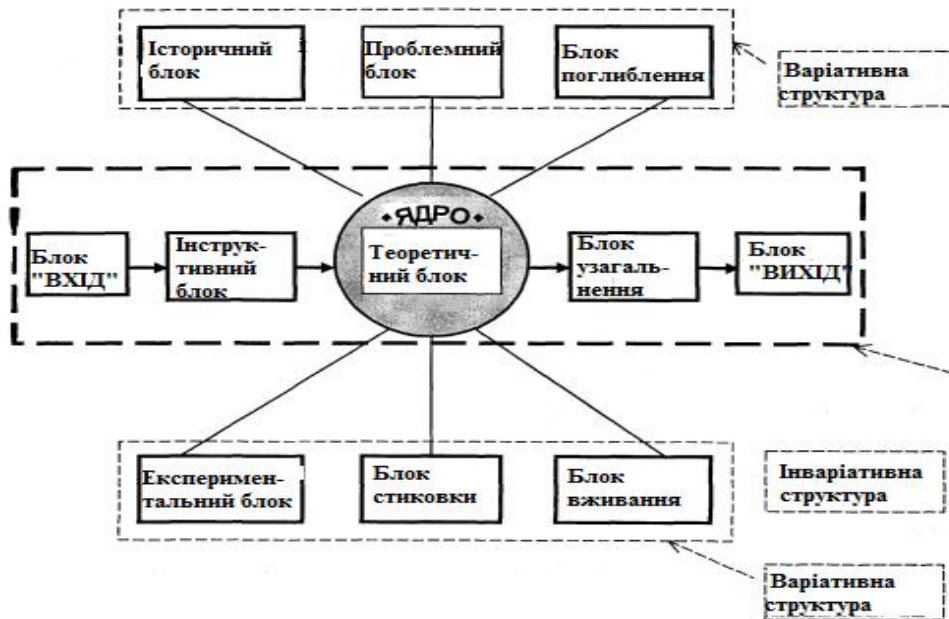 Історичний
блок
Проблемний
блок
Блок
поглиблення
Варіативна
структура
ЯДРО
Блок
"ВХІД"
Інструк-
тивний
блок
Теоретич-
ний блок
Блок
узагаль-
нення
Блок
"ВИХІД"
Експеримен-
тальний блок
Блок
стиковки
Блок
вживання
Інваріативна
структура
Варіативна
структура